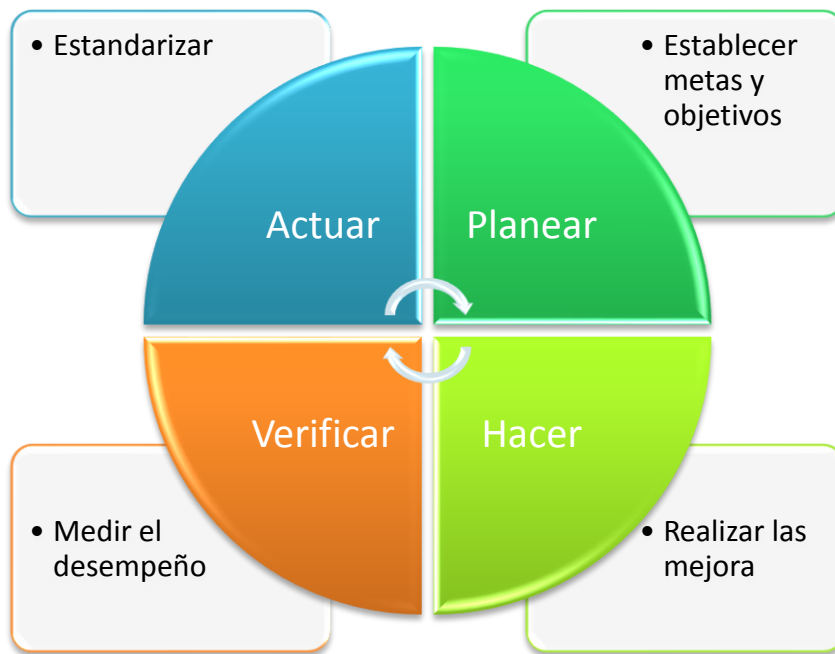 • Estandarizar
• Establecer
metas y
objetivos
Actuar
Planear
Verificar
Hacer
• Medir el
desempeño
• Realizar las
mejora